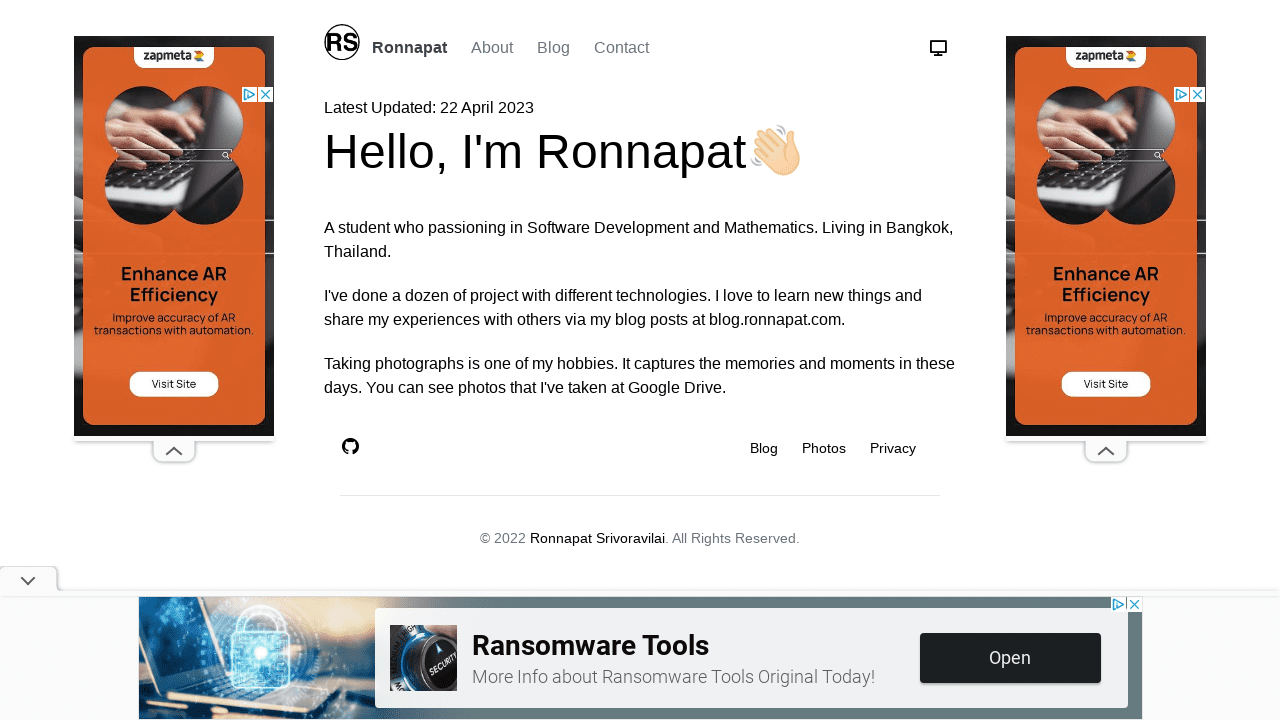 RS
Ronnapat
About
Blog
Contact
Latest Updated: 22 April 2023
Hello, I'm Ronnapat👋🏼
A student who passioning in Software Development and Mathematics. Living in Bangkok,
Thailand.
I've done a dozen of project with different technologies. I love to learn new things and
share my experiences with others via my blog posts at blog.ronnapat.com.
Taking photographs is one of my hobbies. It captures the memories and moments in these
days. You can see photos that I've taken at Google Drive.
Blog
Photos
Privacy
© 2022 Ronnapat Srivoravilai. All Rights Reserved.
zapmeta
Enhance AR
Efficiency
Improve accuracy of AR
transactions with automation.
Visit Site
zapmeta
Enhance AR
Efficiency
Improve accuracy of AR
transactions with automation.
Visit Site
SECURITY
Ransomware Tools
More Info about Ransomware Tools Original Today!
Open